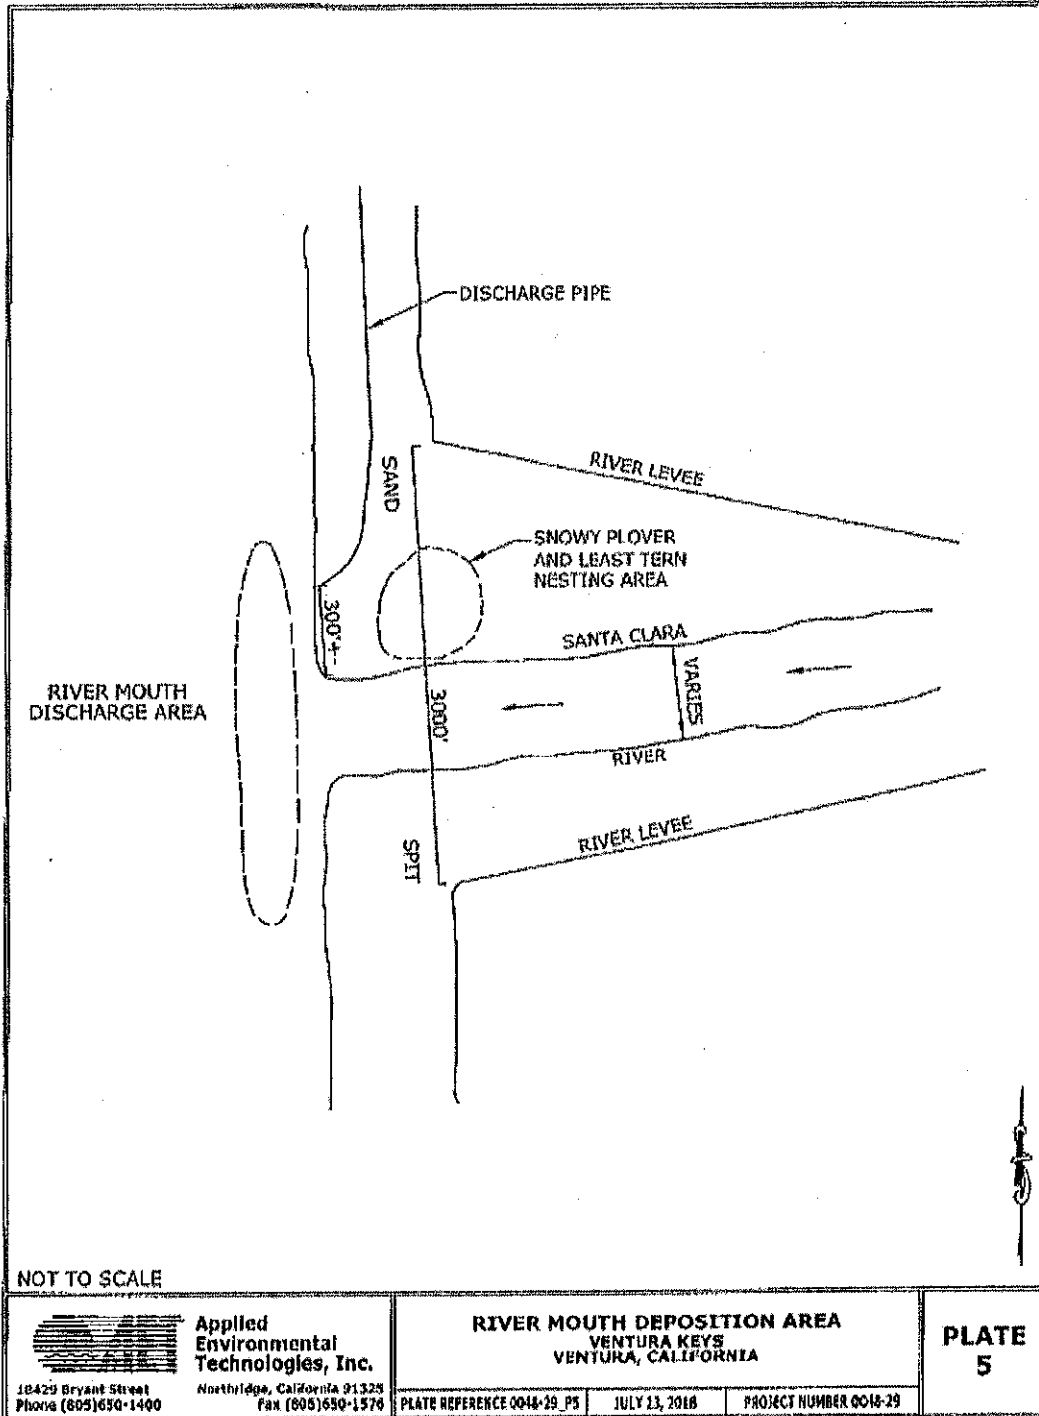 DISCHARGE PIPE
RIVER LEVEE
SAND
SNOWY PLOVER
AND LEAST TERN
NESTING AREA
300'+
SANTA CLARA
VARIES
RIVER MOUTH
DISCHARGE AREA
3000'
RIVER
RIVER LEVEE
SPIT
NOT TO SCALE
Applied
Environmental
Technologies, Inc.
18429 Bryant Street
Northridge, California 91325
Phone (805)650-1400
Fax (805)650-1576
RIVER MOUTH DEPOSITION AREA
VENTURA KEYS
VENTURA, CALIFORNIA
PLATE REFERENCE 0048-29_P5
JULY 13, 2018
PROJECT NUMBER 0048-29
PLATE
5